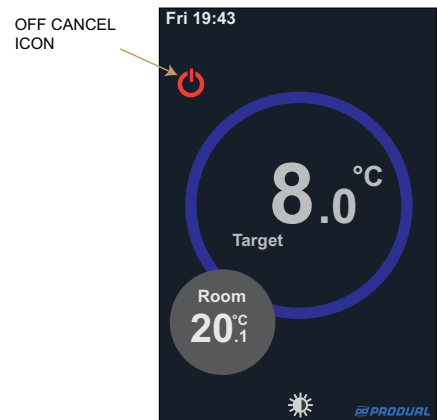 OFF CANCEL
ICON
Fri 19:43
8.0°C
Target
Room
20.1°C
PRODUAL